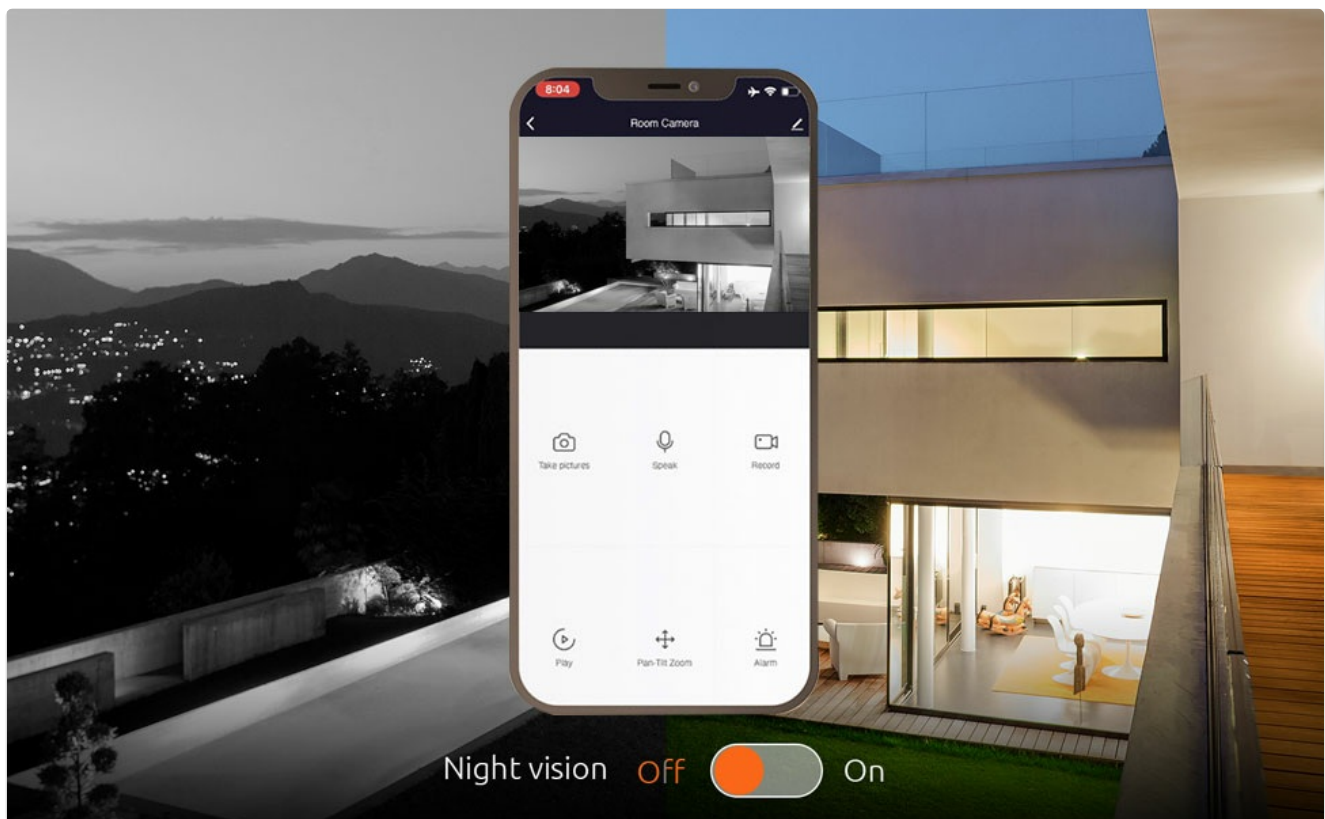 8:04
Room Camera
Take pictures
Speak
Record
Play
Pan-Tilt Zoom
Alarm
Night vision Off On